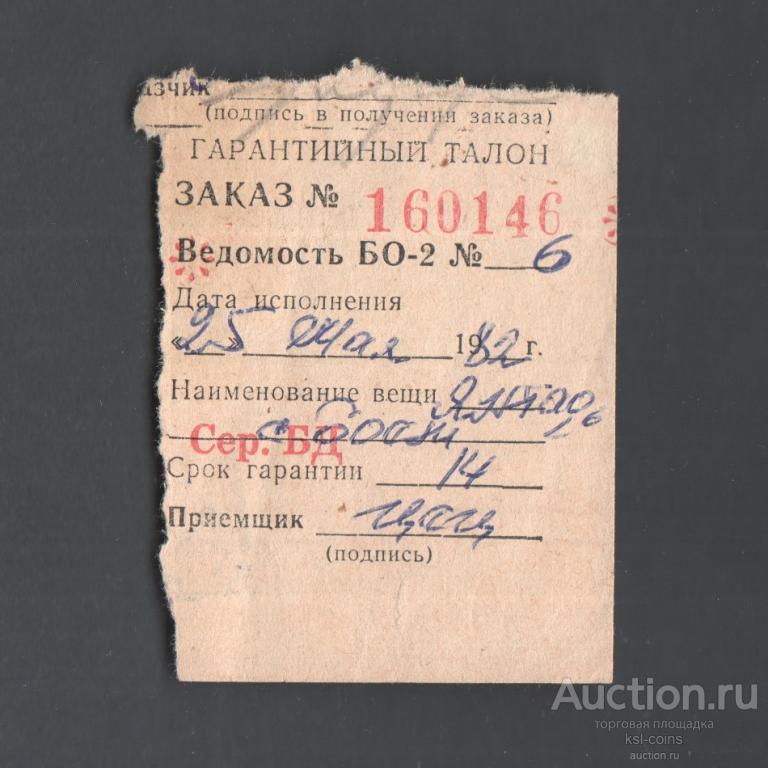 азчик
(подпись в получении заказа)
ГАРАНТИЙНЫЙ ТАЛОН
ЗАКАЗ № 160146
Ведомость БО-2 № 6
Дата исполнения
«25» мая 1982 г.
Наименование вещи
Сер. БД
Срок гарантии 14
Приемщик
(подпись)
Auction.ru
торговая площадка
ksl-coins
auction.ru